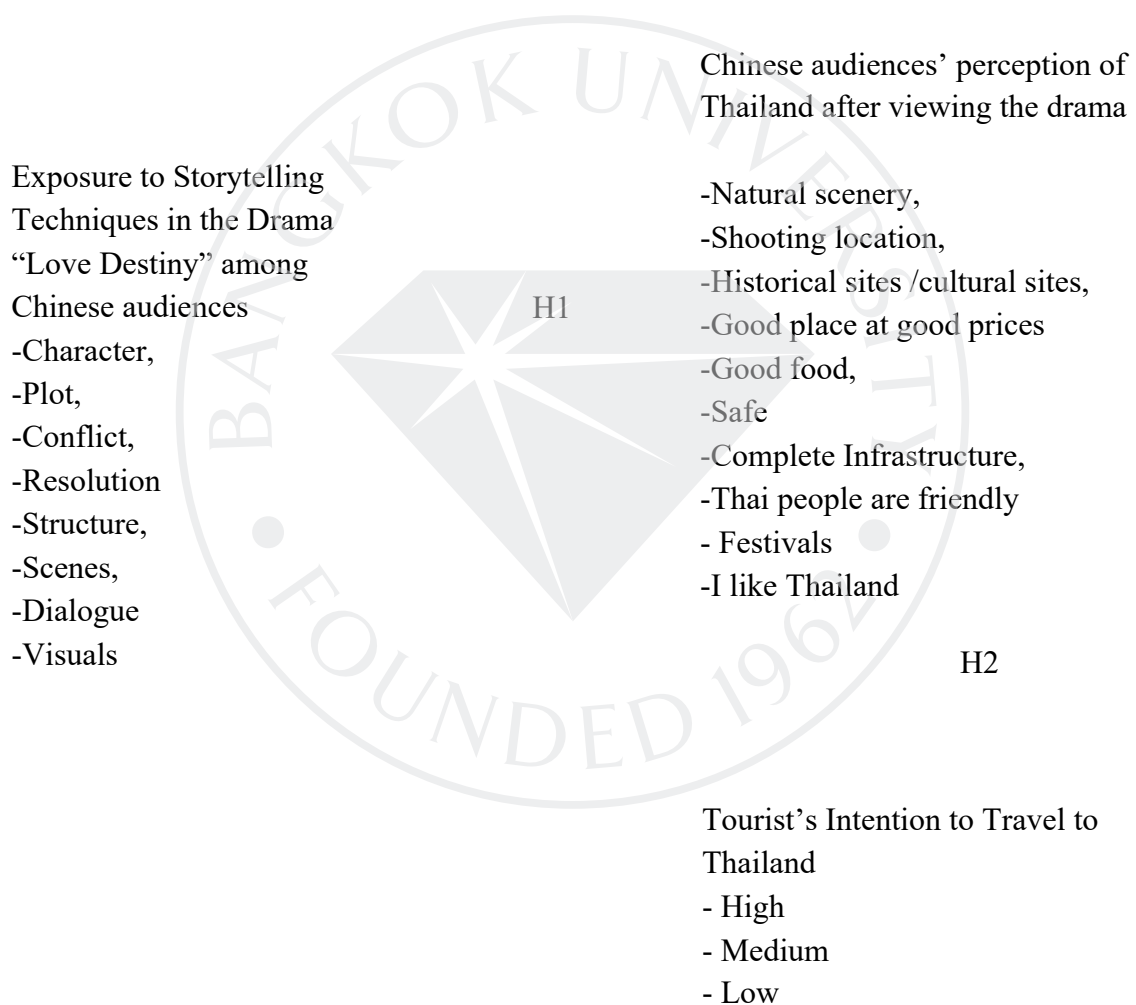 Exposure to Storytelling
Techniques in the Drama
“Love Destiny” among
Chinese audiences
-Character,
-Plot,
-Conflict,
-Resolution
-Structure,
-Scenes,
-Dialogue
-Visuals
H1
Chinese audiences’ perception of
Thailand after viewing the drama
-Natural scenery,
-Shooting location,
-Historical sites /cultural sites,
-Good place at good prices
-Good food,
-Safe
-Complete Infrastructure,
-Thai people are friendly
- Festivals
-I like Thailand
H2
Tourist’s Intention to Travel to
Thailand
- High
- Medium
- Low
BANGKOK UNIVERSITY
FOUNDED 1962